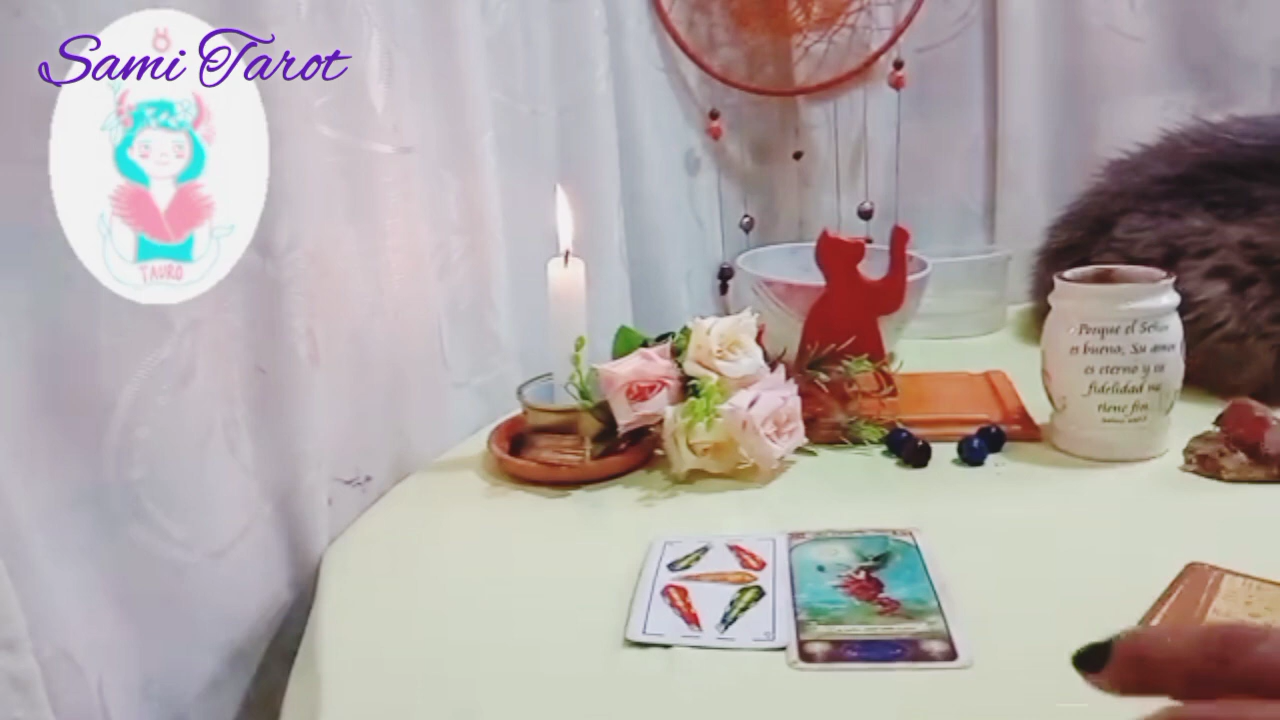 Sami Tarot
TAURO
Porque el Señor
es bueno; Su amor
es eterno y su
fidelidad no
tiene fin.